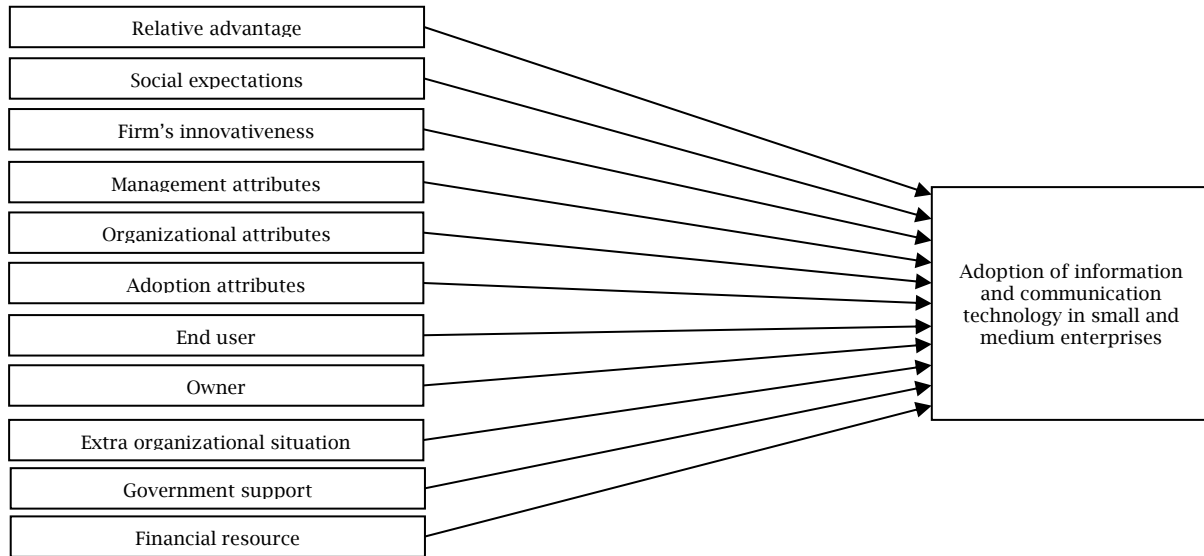 Relative advantage
Social expectations
Firm's innovativeness
Management attributes
Organizational attributes
Adoption attributes
End user
Owner
Extra organizational situation
Government support
Financial resource
Adoption of information
and communication
technology in small and
medium enterprises